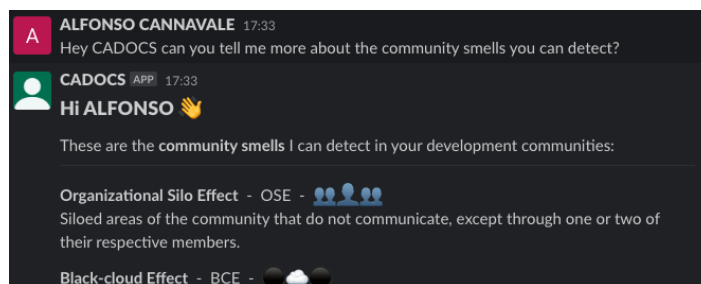 A
ALFONSO CANNAVALE 17:33
Hey CADOCS can you tell me more about the community smells you can detect?
CADOCS APP 17:33
Hi ALFONSO 👋
These are the community smells I can detect in your development communities:
Organizational Silo Effect - OSE - 👥👤👥
Siloed areas of the community that do not communicate, except through one or two of
their respective members.
Black-cloud Effect - BCE - ⚫☁️⚫